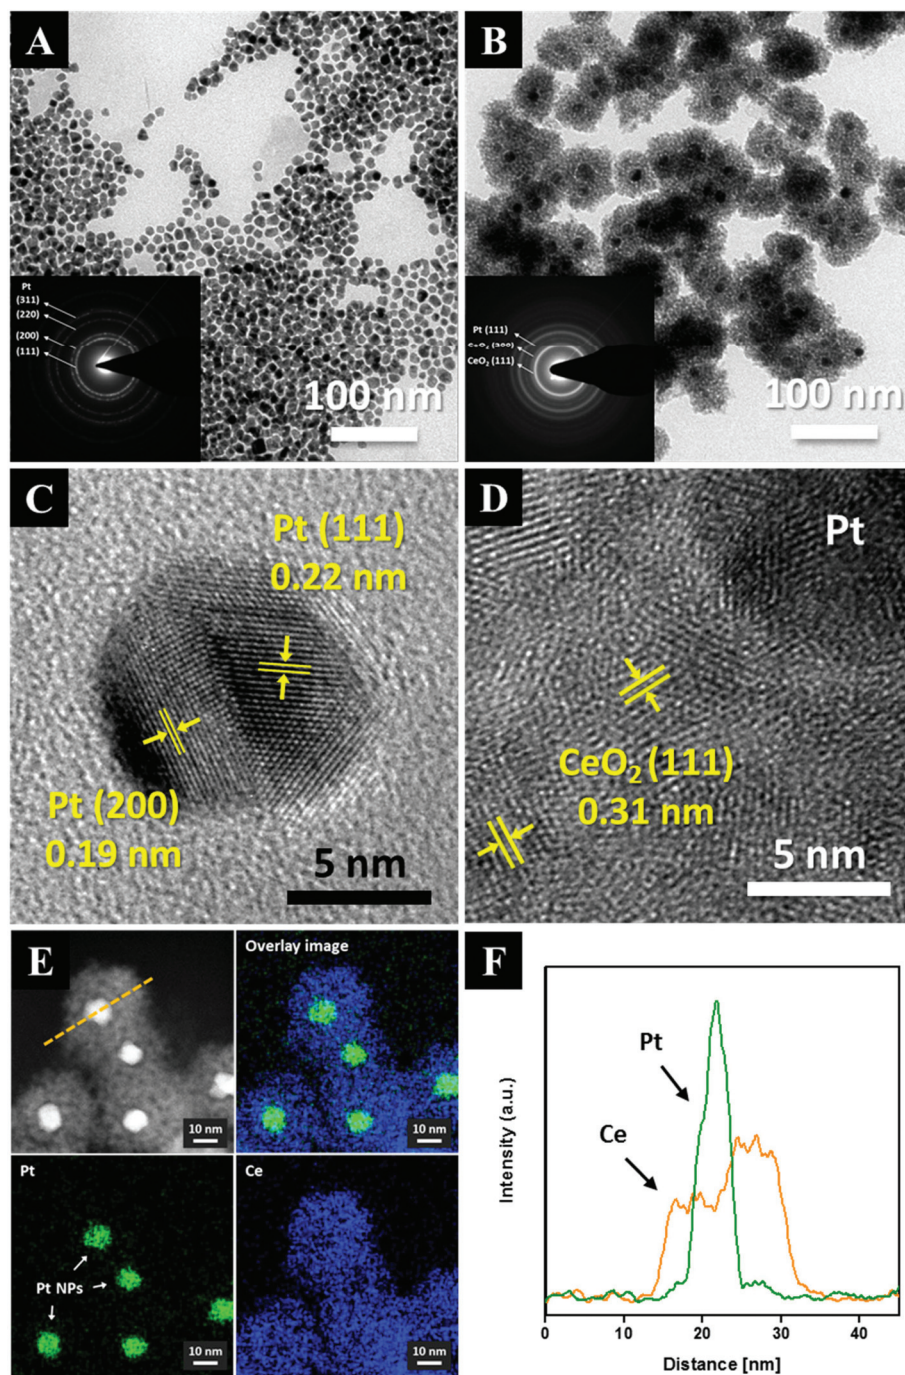 A
Pt
(311)
(220)
(200)
(111)
100 nm
B
Pt (111)
CeO₂ (111)
100 nm
C
Pt (111)
0.22 nm
Pt (200)
0.19 nm
5 nm
D
Pt
CeO₂ (111)
0.31 nm
5 nm
E
10 nm
Overlay image
10 nm
Pt
Pt NPs
10 nm
Ce
10 nm
F
Pt
Ce
Intensity (a.u.)
0 10 20 30 40
Distance [nm]